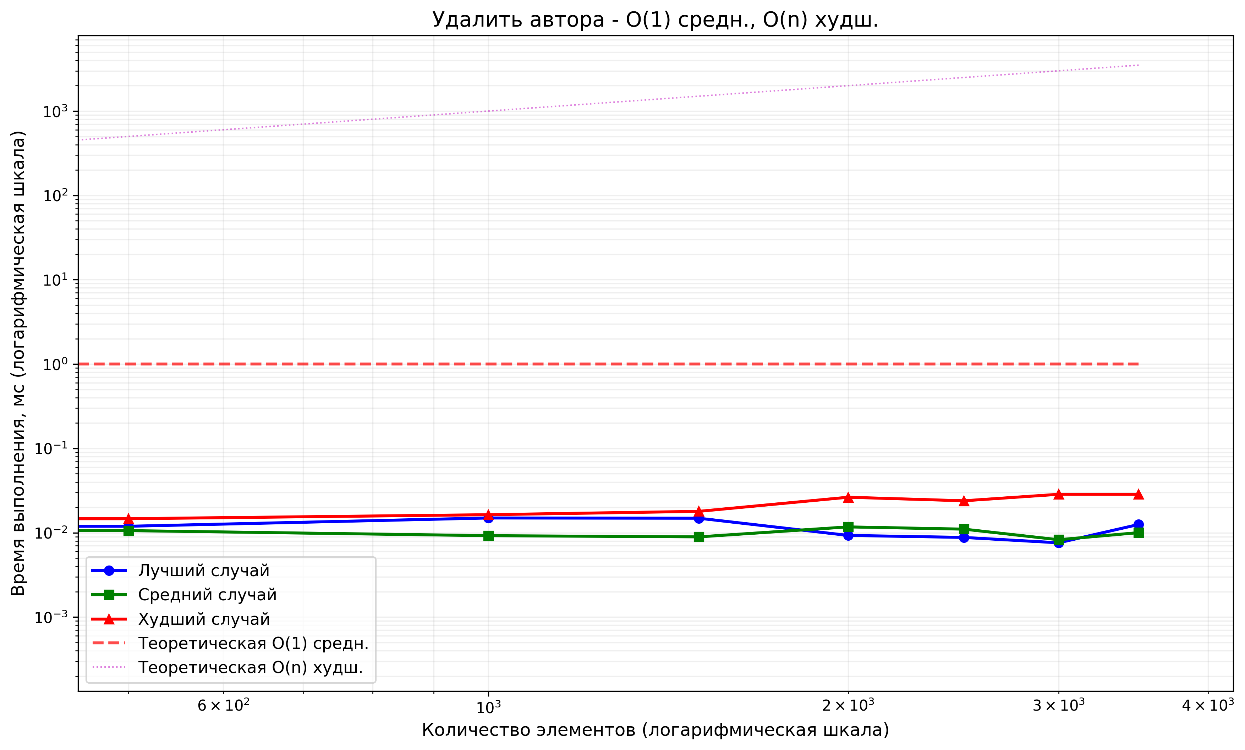 Удалить автора - O(1) средн., O(n) худш.
Время выполнения, мс (логарифмическая шкала)
10³
10²
10¹
10⁰
10⁻¹
10⁻²
10⁻³
Лучший случай
Средний случай
Худший случай
Теоретическая O(1) средн.
Теоретическая O(n) худш.
6 × 10² 10³ 2 × 10³ 3 × 10³ 4 × 10³
Количество элементов (логарифмическая шкала)